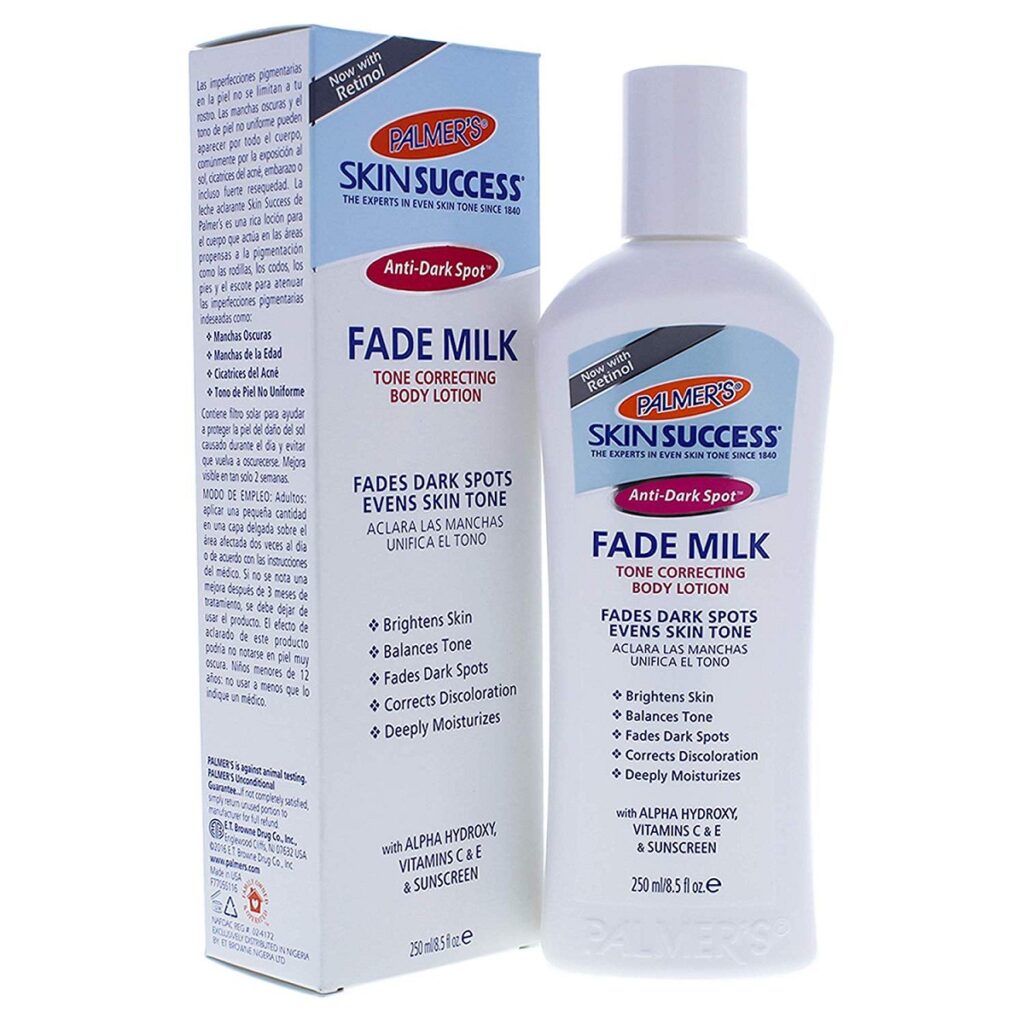 Las imperfecciones pigmentarias
en la piel no se limitan a tu
rostro. Las manchas oscuras y el
tono de piel no uniforme pueden
aparecer por todo el cuerpo,
comúnmente por la exposición al
sol, cicatrices del acné, embarazo o
incluso fuerte resequedad. La
leche aclarante Skin Success de
Palmer's es una rica loción para
el cuerpo que actúa en las áreas
propensas a la pigmentación
como las rodillas, los codos, los
pies y el escote para atenuar
las imperfecciones pigmentarias
indeseadas como:
❖ Manchas Oscuras
❖ Manchas de la Edad
❖ Cicatrices del Acné
❖ Tono de Piel No Uniforme
Contiene filtro solar para ayudar
a proteger la piel del daño del sol
causado durante el día y evitar
que vuelva a oscurecerse. Mejora
visible en tan solo 2 semanas.
MODO DE EMPLEO: Adultos:
aplicar una pequeña cantidad
en una capa delgada sobre el
área afectada dos veces al día
o de acuerdo con las instrucciones
del médico. Si no se nota una
mejora después de 3 meses de
tratamiento, se debe dejar de
usar el producto. El efecto de
aclarado de este producto
podría no notarse en piel muy
oscura. Niños menores de 12
años: no usar a menos que lo
indique un médico.
PALMER'S is against animal testing.
PALMER'S Unconditional
Guarantee...if not completely satisfied,
simply return unused portion to
manufacturer for full refund.
E.T. Browne Drug Co., Inc.,
Englewood Cliffs, NJ 07632 USA
©2016 E.T. Browne Drug Co., Inc
www.palmers.com
Made in USA
F77055116
FAMILY OWNED
& OPERATED
NAFDAC REG # 02-4172
EXCLUSIVELY DISTRIBUTED IN NIGERIA
BY: ET BROWNE NIGERIA LTD
Now with
Retinol
PALMER'S®
SKIN SUCCESS®
THE EXPERTS IN EVEN SKIN TONE SINCE 1840
Anti-Dark Spot™
FADE MILK
TONE CORRECTING
BODY LOTION
FADES DARK SPOTS
EVENS SKIN TONE
ACLARA LAS MANCHAS
UNIFICA EL TONO
❖ Brightens Skin
❖ Balances Tone
❖ Fades Dark Spots
❖ Corrects Discoloration
❖ Deeply Moisturizes
with ALPHA HYDROXY,
VITAMINS C & E
& SUNSCREEN
250 ml/8.5 fl oz. e
Now with
Retinol
PALMER'S®
SKIN SUCCESS®
THE EXPERTS IN EVEN SKIN TONE SINCE 1840
Anti-Dark Spot™
FADE MILK
TONE CORRECTING
BODY LOTION
FADES DARK SPOTS
EVENS SKIN TONE
ACLARA LAS MANCHAS
UNIFICA EL TONO
❖ Brightens Skin
❖ Balances Tone
❖ Fades Dark Spots
❖ Corrects Discoloration
❖ Deeply Moisturizes
with ALPHA HYDROXY,
VITAMINS C & E
& SUNSCREEN
250 ml/8.5 fl oz. e
PALMER'S®